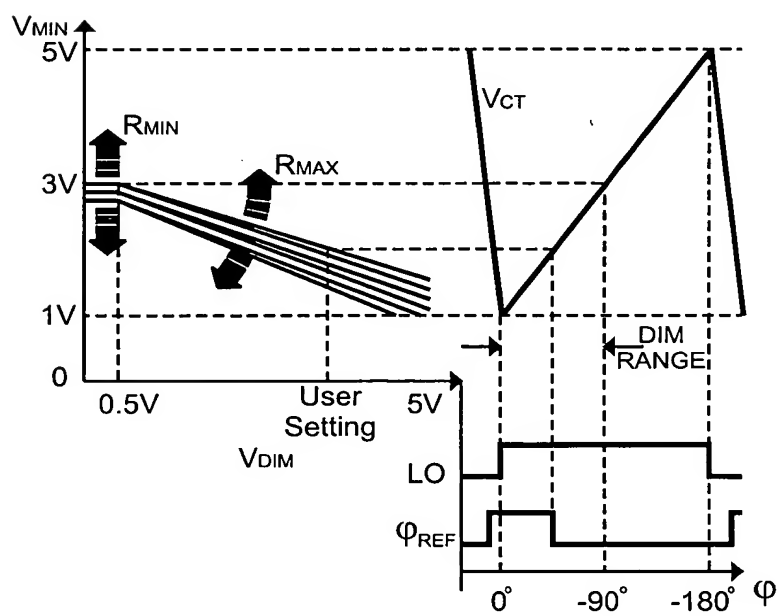 VMIN
5V
VCT
RMIN
RMAX
3V
1V
DIM
RANGE
0
0.5V
User
Setting
5V
VDIM
LO
φREF
0° -90° -180° φ